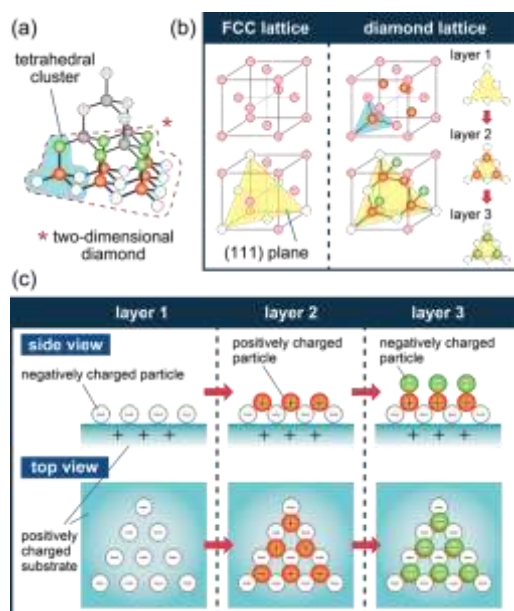 (a)
tetrahedral
cluster
*
* two-dimensional
diamond
(b)
FCC lattice
diamond lattice
layer 1
layer 2
layer 3
(111) plane
(c)
layer 1
layer 2
layer 3
side view
negatively charged particle
positively charged
particle
negatively charged
particle
+ + +
+ + +
+ + +
top view
positively
charged
substrate